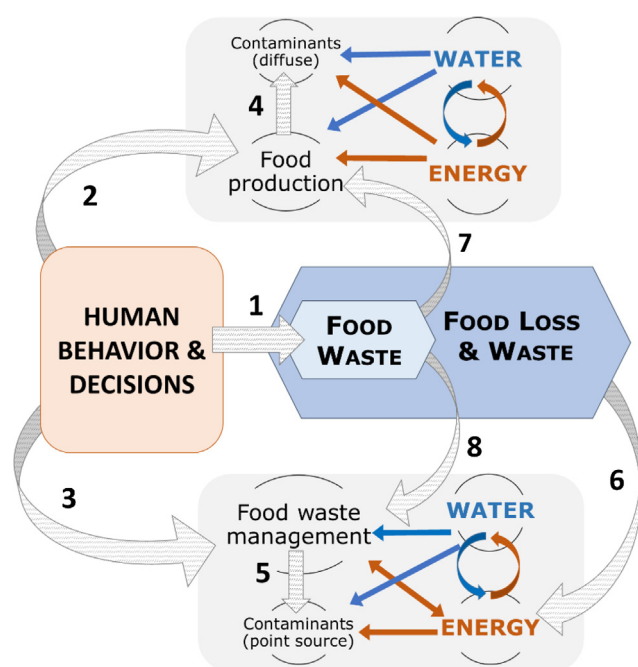 Contaminants
(diffuse)
WATER
4
Food
production
ENERGY
2
7
1
HUMAN
BEHAVIOR &
DECISIONS
FOOD
WASTE
FOOD LOSS
& WASTE
8
6
3
Food waste
management
WATER
5
Contaminants
(point source)
ENERGY